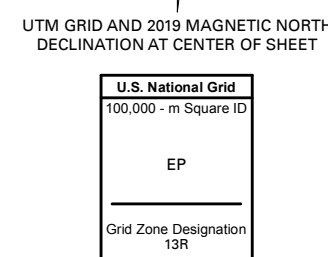 UTM GRID AND 2019 MAGNETIC NORTH
DECLINATION AT CENTER OF SHEET
U.S. National Grid
100,000 - m Square ID
EP
Grid Zone Designation
13R